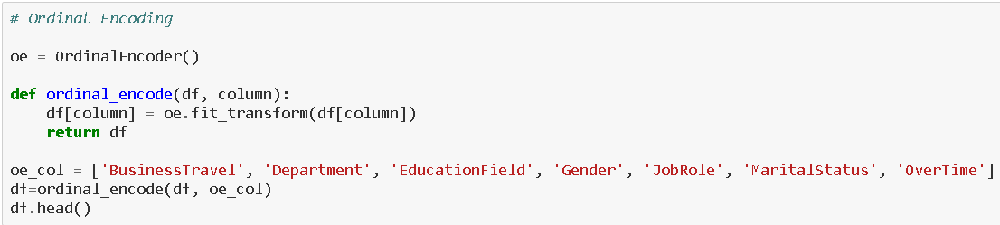 # Ordinal Encoding
oe = OrdinalEncoder()
def ordinal_encode(df, column):
    df[column] = oe.fit_transform(df[column])
    return df
oe_col = ['BusinessTravel', 'Department', 'EducationField', 'Gender', 'JobRole', 'MaritalStatus', 'OverTime']
df=ordinal_encode(df, oe_col)
df.head()